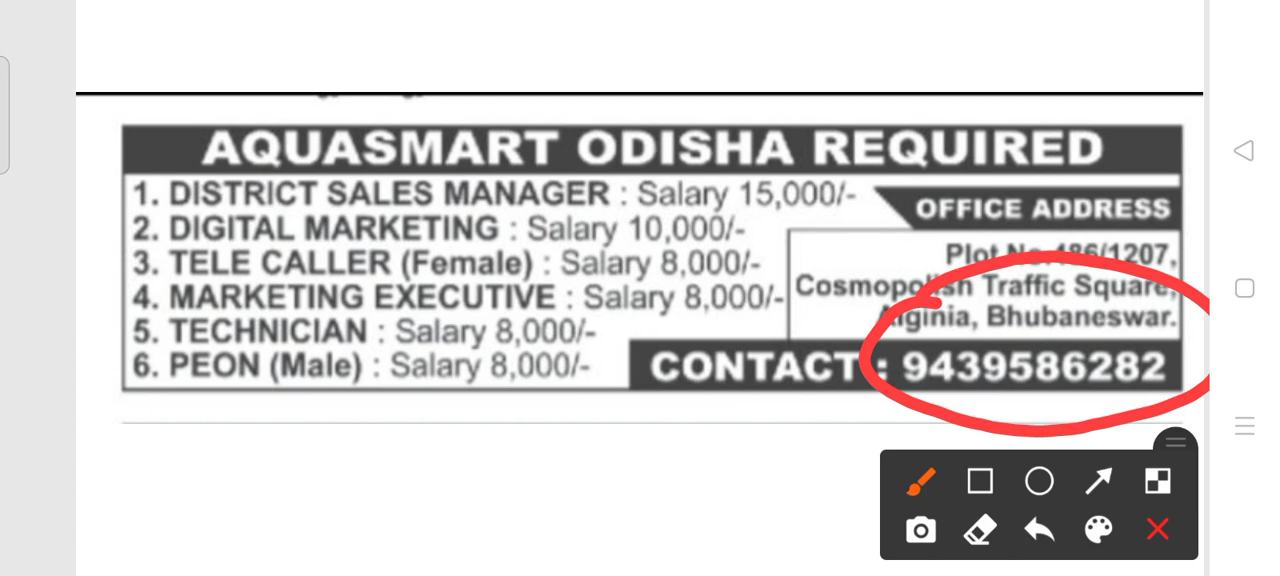 AQUASMART ODISHA REQUIRED
1. DISTRICT SALES MANAGER : Salary 15,000/-
2. DIGITAL MARKETING : Salary 10,000/-
3. TELE CALLER (Female) : Salary 8,000/-
4. MARKETING EXECUTIVE : Salary 8,000/-
5. TECHNICIAN : Salary 8,000/-
6. PEON (Male) : Salary 8,000/-
OFFICE ADDRESS
Plot No.486/1207,
Cosmopolish Traffic Square,
Aiginia, Bhubaneswar.
CONTACT : 9439586282